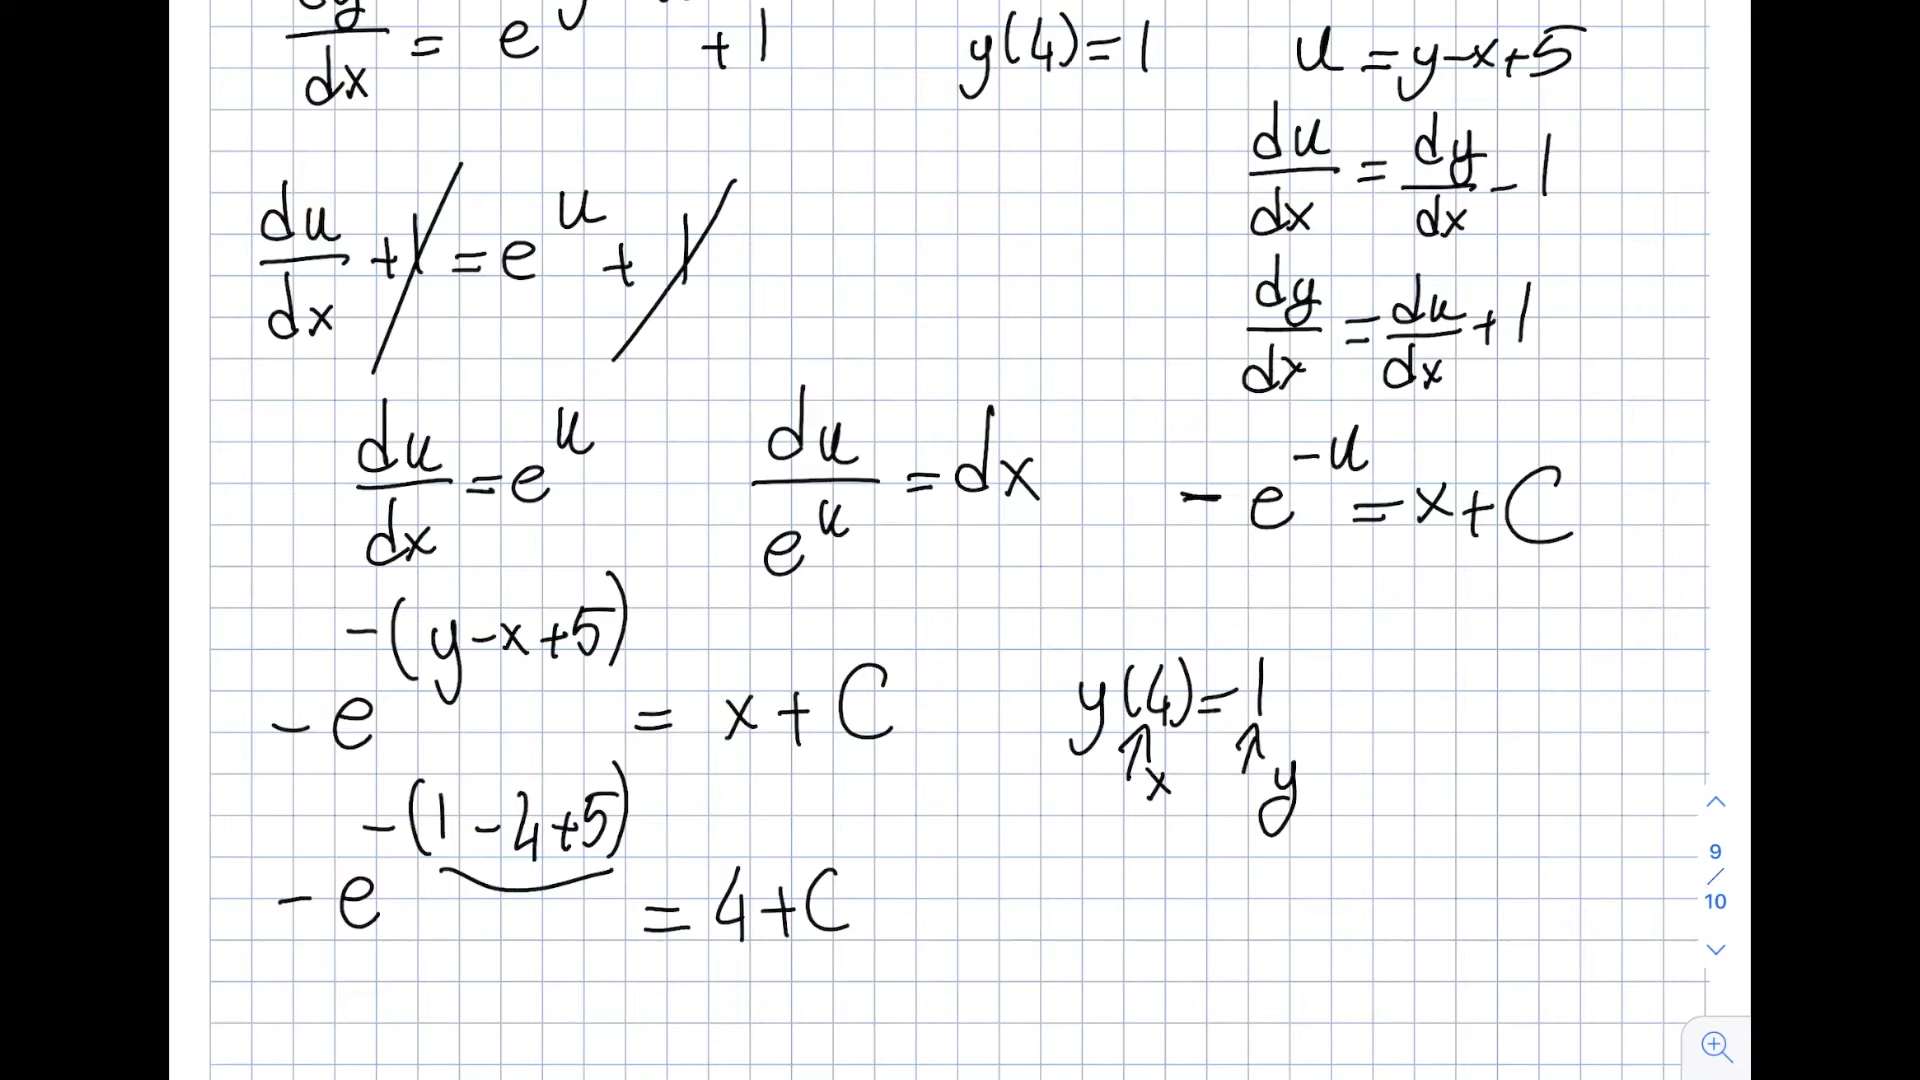 dy/dx = e^y + 1    y(4)=1    u = y-x+5
du/dx = dy/dx - 1
du/dx + 1 = e^u + 1
dy/dx = du/dx + 1
du/dx = e^u    du/e^u = dx    -e^-u = x+C
-e^-(y-x+5) = x + C    y(4)=1
x y
-e^-(1-4+5) = 4+C
9
/
10